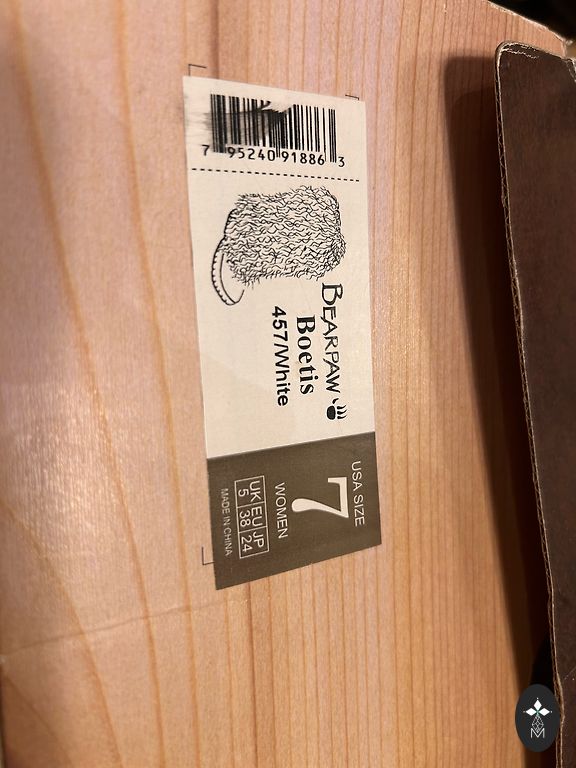 7 95240 91886 3
BEARPAW
Boetis
457/White
USA SIZE
7
WOMEN
UK EU JP
5 38 24
MADE IN CHINA
M